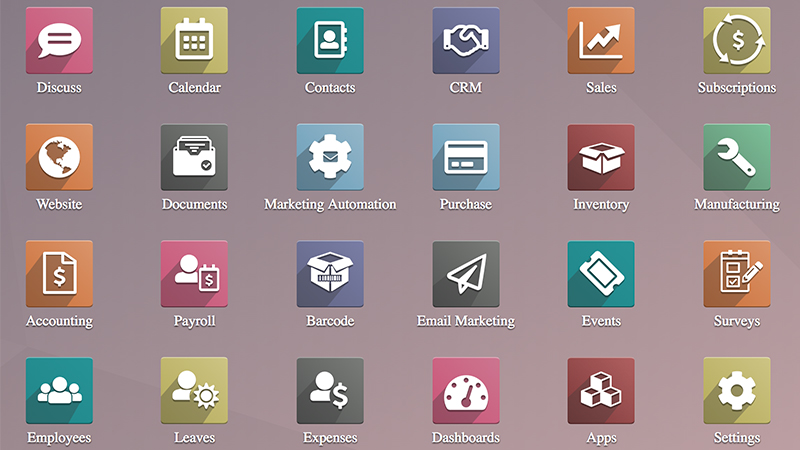 Discuss
Calendar
Contacts
CRM
Sales
Subscriptions
Website
Documents
Marketing Automation
Purchase
Inventory
Manufacturing
Accounting
Payroll
Barcode
Email Marketing
Events
Surveys
Employees
Leaves
Expenses
Dashboards
Apps
Settings